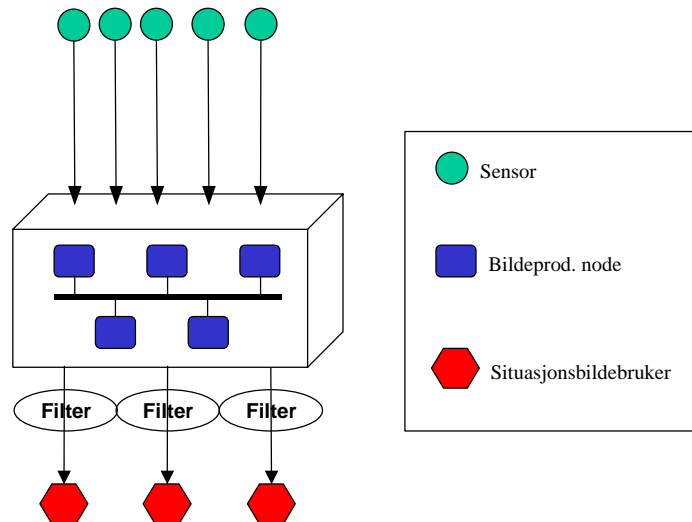 Sensor
Bildeprod. node
Situasjonsbildebruker
Filter Filter Filter